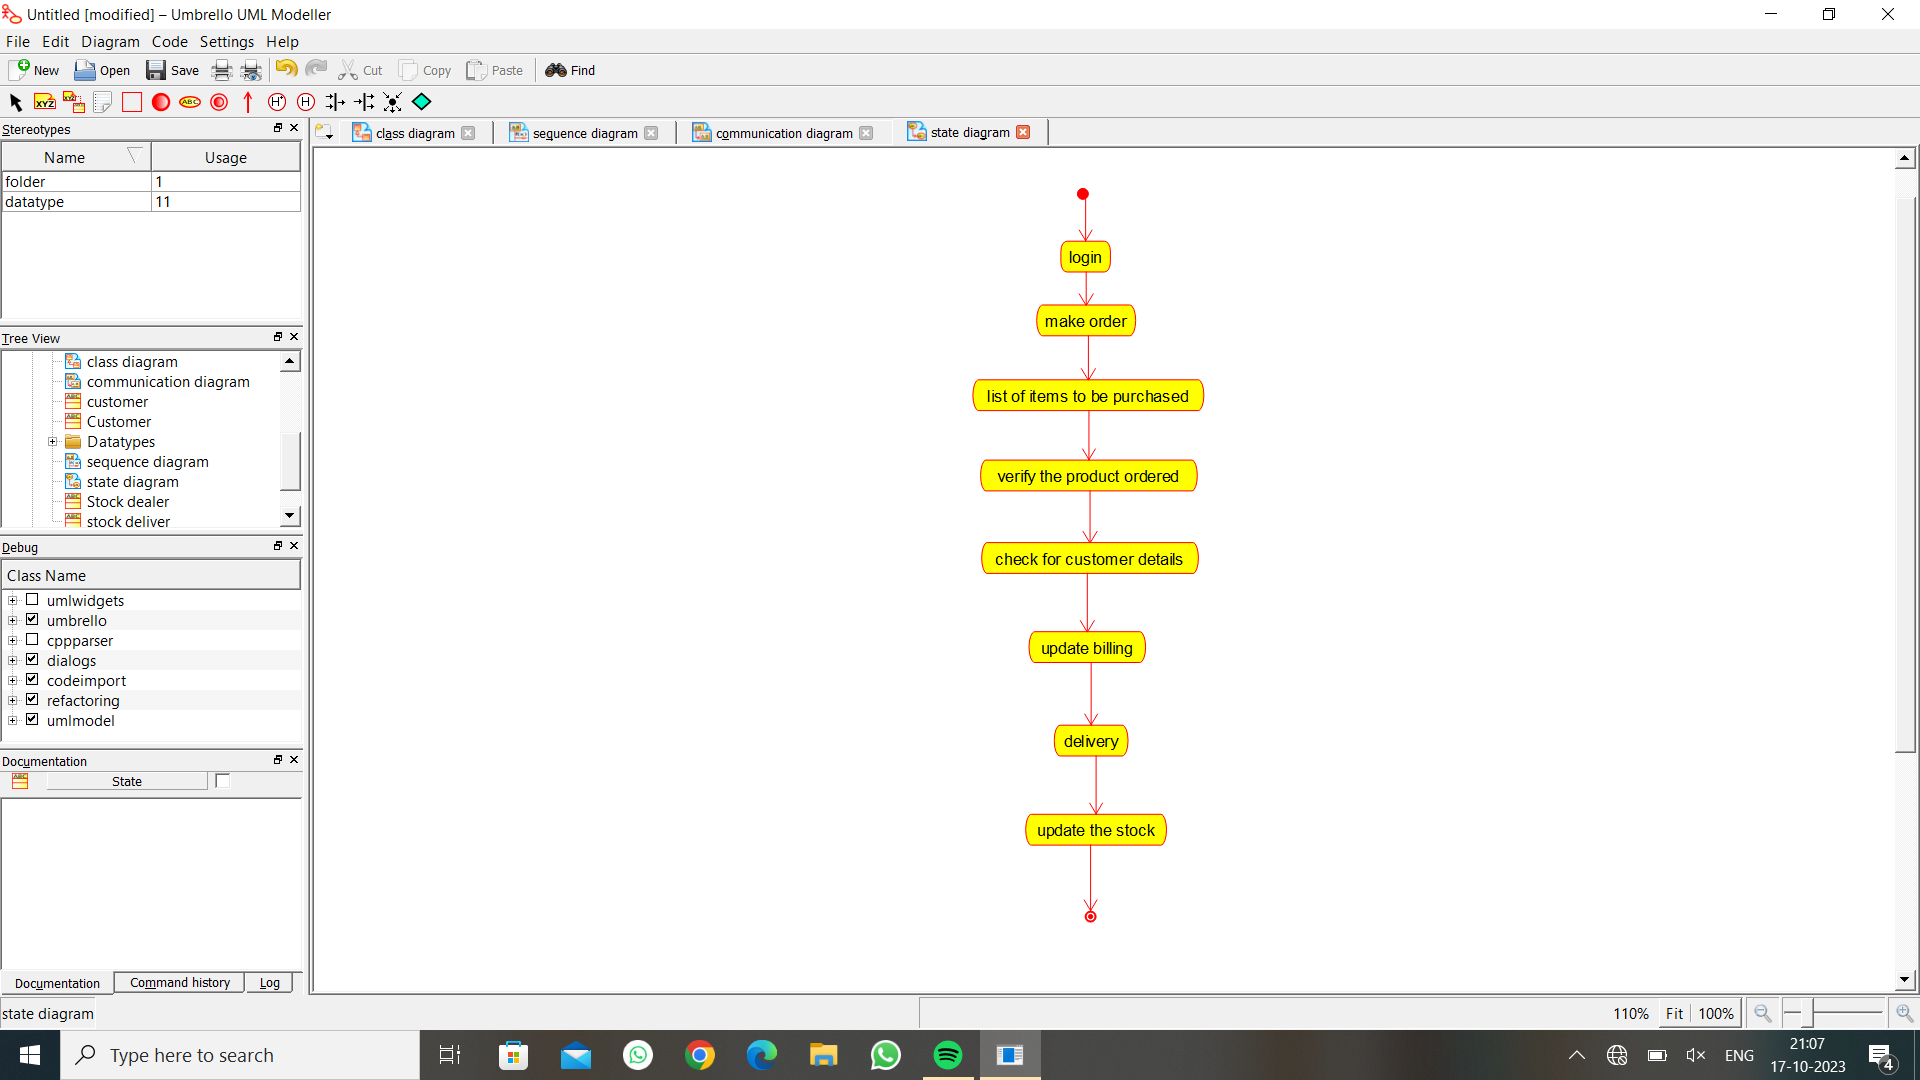 Untitled [modified] – Umbrello UML Modeller
File Edit Diagram Code Settings Help
New Open Save Cut Copy Paste Find
XYZ XYZ ABC H* H
Stereotypes
Name Usage
folder 1
datatype 11
Tree View
class diagram
communication diagram
customer
Customer
Datatypes
sequence diagram
state diagram
Stock dealer
stock deliver
Debug
Class Name
umlwidgets
umbrello
cppparser
dialogs
codeimport
refactoring
umlmodel
Documentation
State
Documentation Command history Log
class diagram sequence diagram communication diagram state diagram
login
make order
list of items to be purchased
verify the product ordered
check for customer details
update billing
delivery
update the stock
state diagram
110% Fit 100%
Type here to search
ENG
21:07
17-10-2023
4